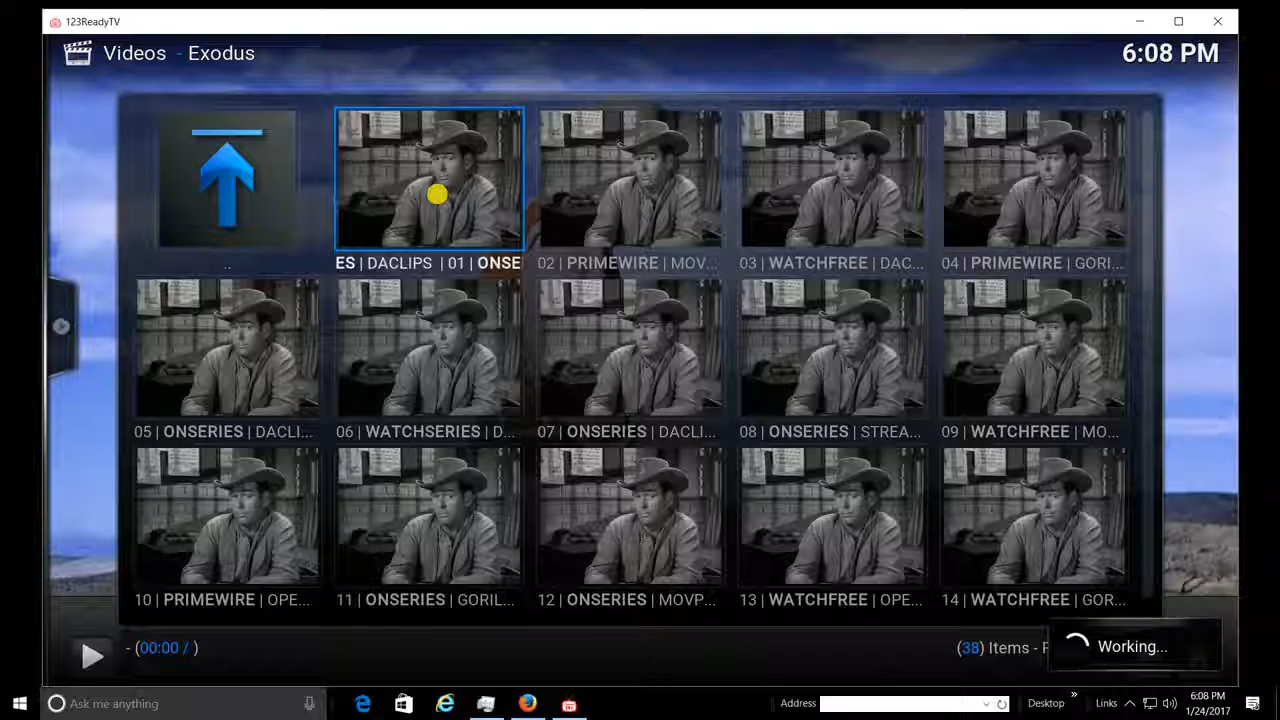 123ReadyTV
Videos - Exodus
6:08 PM
..
ES | DACLIPS | 01 | ONSE
02 | PRIMEWIRE | MOV...
03 | WATCHFREE | DAC...
04 | PRIMEWIRE | GORI...
05 | ONSERIES | DACLI...
06 | WATCHSERIES | D...
07 | ONSERIES | DACLI...
08 | ONSERIES | STREA...
09 | WATCHFREE | MO...
10 | PRIMEWIRE | OPE...
11 | ONSERIES | GORIL...
12 | ONSERIES | MOVP...
13 | WATCHFREE | OPE...
14 | WATCHFREE | GOR...
- (00:00 / )
(38) Items -
Working...
Ask me anything
Address
Desktop
Links
6:08 PM
1/24/2017